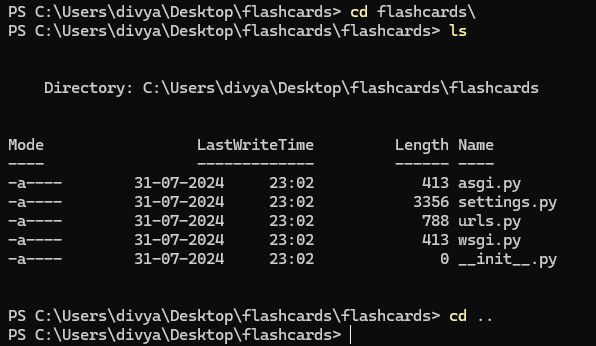 PS C:\Users\divya\Desktop\flashcards> cd flashcards\
PS C:\Users\divya\Desktop\flashcards\flashcards> ls
Directory: C:\Users\divya\Desktop\flashcards\flashcards
Mode                 LastWriteTime         Length Name
----                 -------------         ------ ----
-a----        31-07-2024     23:02            413 asgi.py
-a----        31-07-2024     23:02           3356 settings.py
-a----        31-07-2024     23:02            788 urls.py
-a----        31-07-2024     23:02            413 wsgi.py
-a----        31-07-2024     23:02              0 __init__.py
PS C:\Users\divya\Desktop\flashcards\flashcards> cd ..
PS C:\Users\divya\Desktop\flashcards>